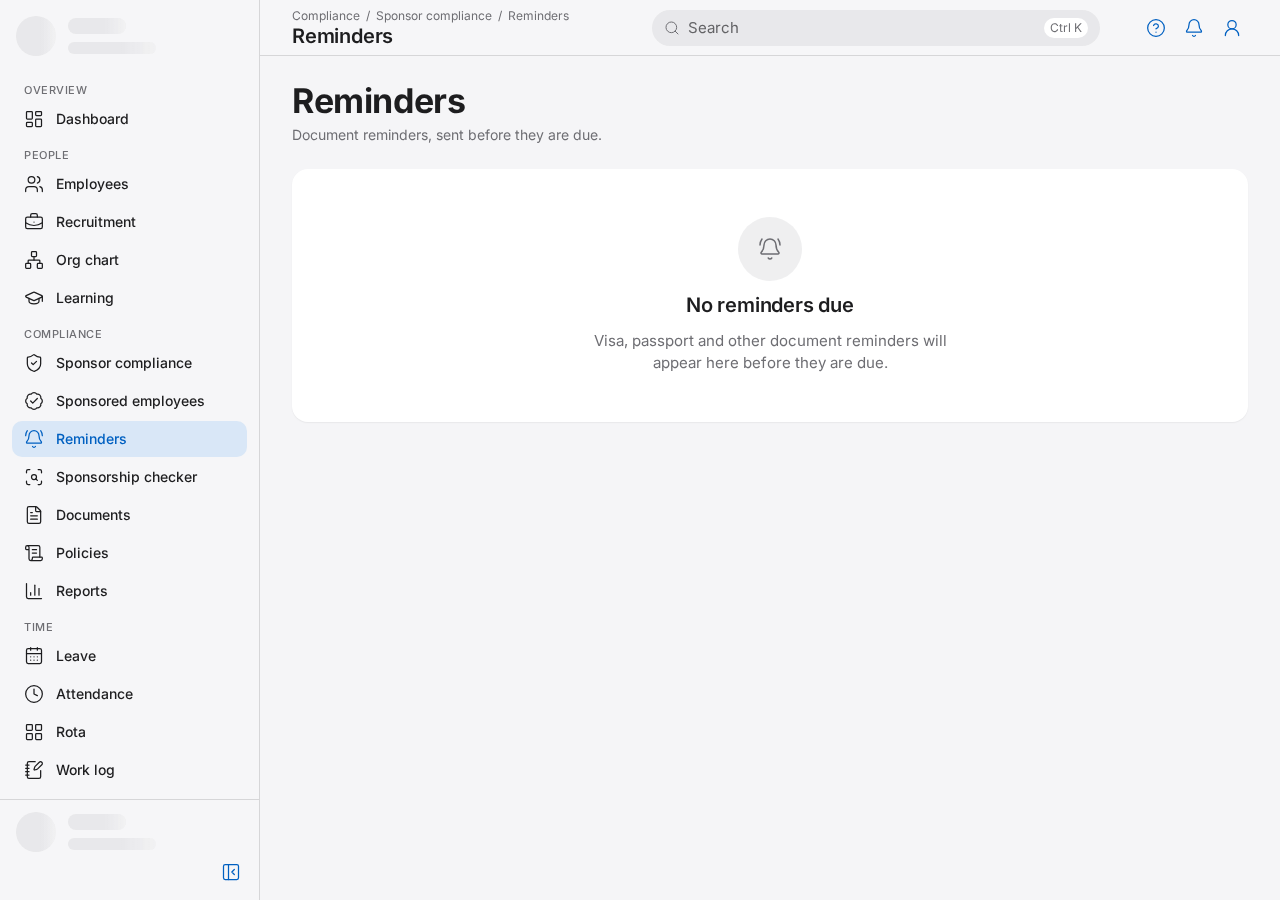 OVERVIEW
Dashboard
PEOPLE
Employees
Recruitment
Org chart
Learning
COMPLIANCE
Sponsor compliance
Sponsored employees
Reminders
Sponsorship checker
Documents
Policies
Reports
TIME
Leave
Attendance
Rota
Work log
Compliance / Sponsor compliance / Reminders
Reminders
Search
Ctrl K
Reminders
Document reminders, sent before they are due.
No reminders due
Visa, passport and other document reminders will
appear here before they are due.